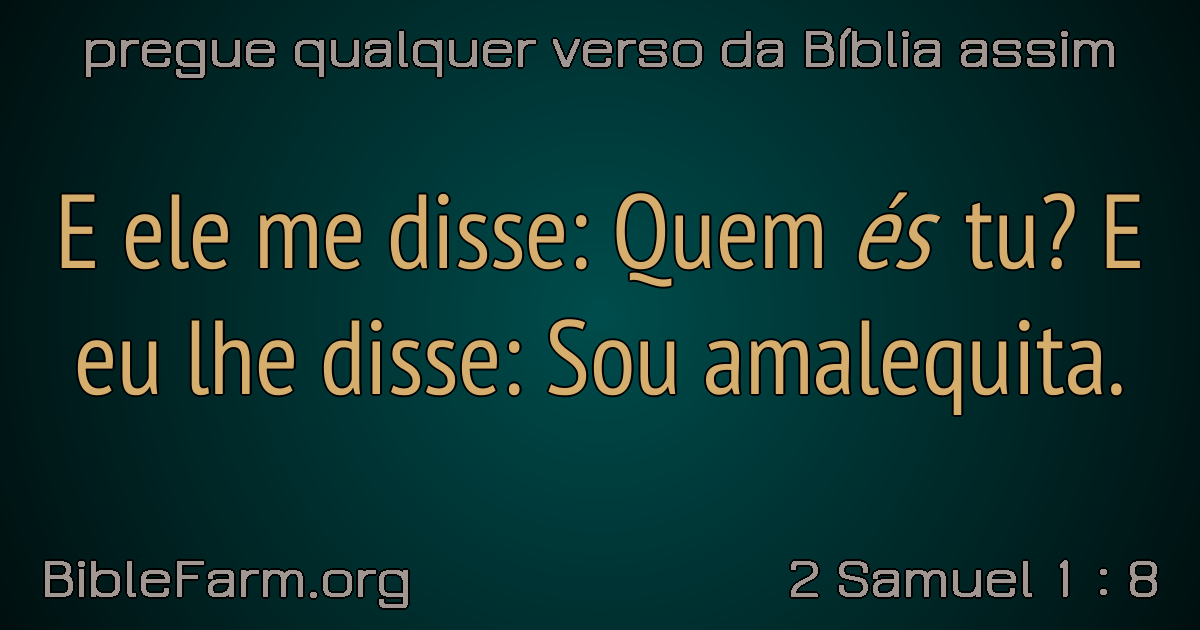 pregue qualquer verso da Bíblia assim
E ele me disse: Quem és tu? E
eu lhe disse: Sou amalequita.
BibleFarm.org
2 Samuel 1 : 8